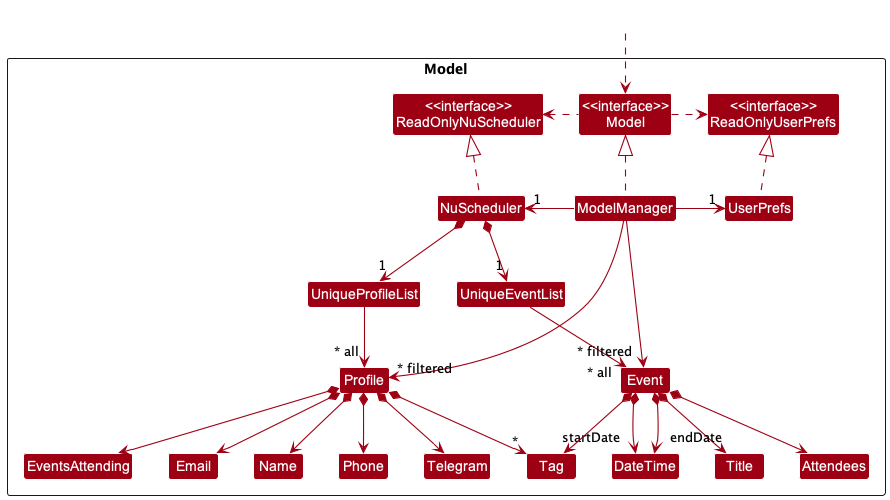 Model
<<interface>>
ReadOnlyNuScheduler
<<interface>>
Model
<<interface>>
ReadOnlyUserPrefs
NuScheduler
1
ModelManager
1
UserPrefs
1
1
UniqueProfileList
UniqueEventList
* all
* filtered
* filtered
* all
Profile
Event
*
startDate
endDate
EventsAttending
Email
Name
Phone
Telegram
Tag
DateTime
Title
Attendees